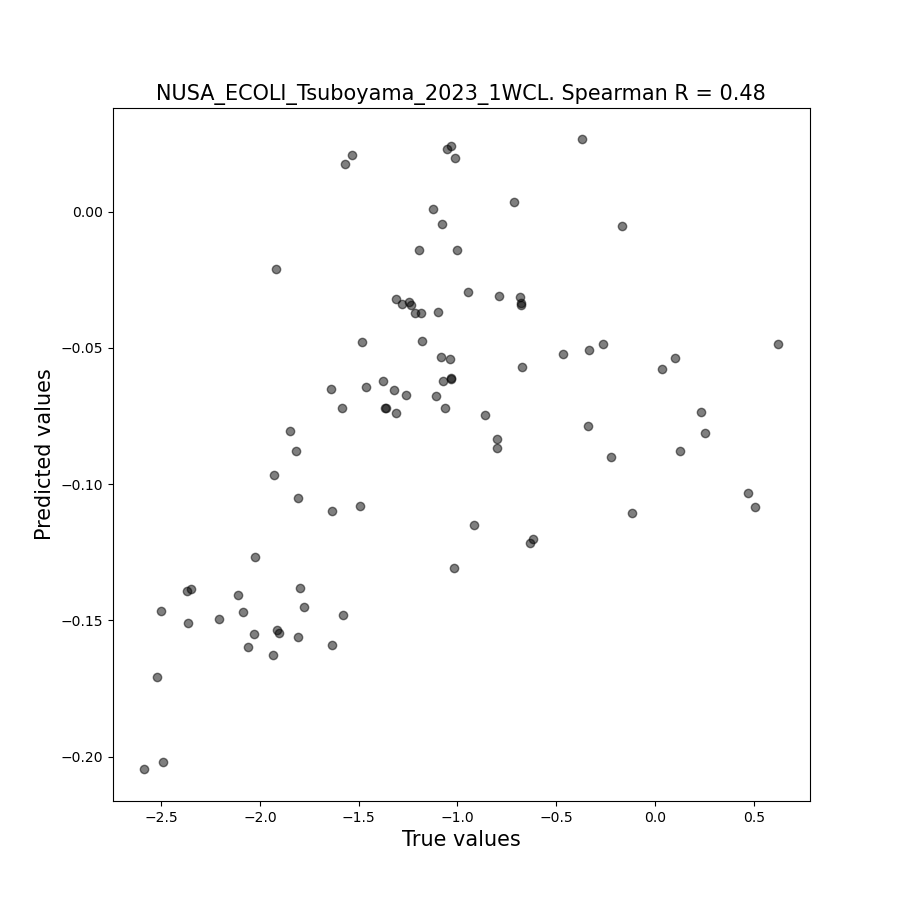 NUSA_ECOLI_Tsuboyama_2023_1WCL. Spearman R = 0.48
Predicted values
0.00
−0.05
−0.10
−0.15
−0.20
−2.5 −2.0 −1.5 −1.0 −0.5 0.0 0.5
True values